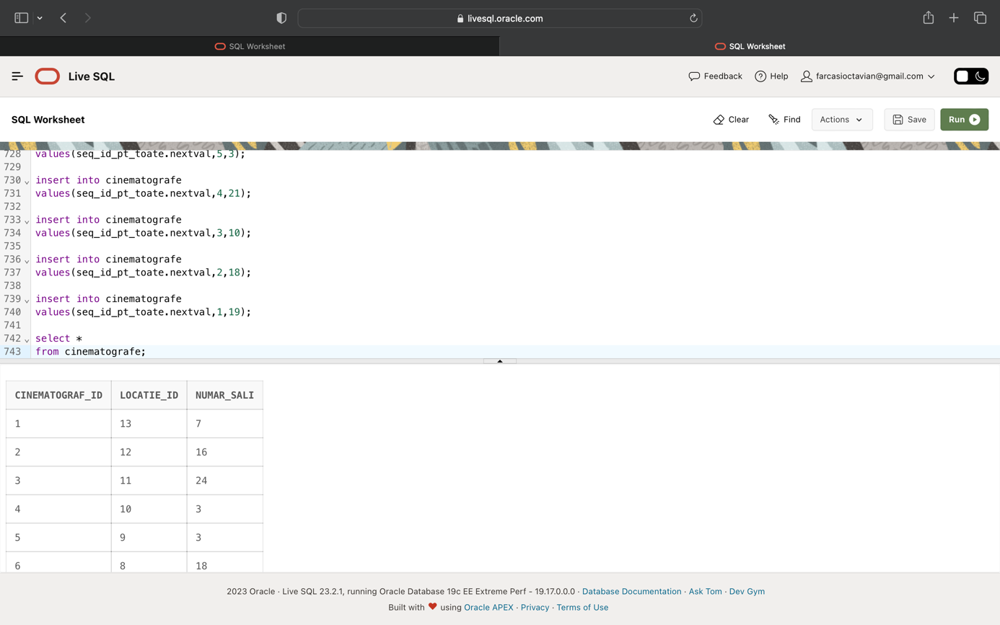 livesql.oracle.com
SQL Worksheet
SQL Worksheet
Live SQL
Feedback
Help
farcasioctavian@gmail.com
SQL Worksheet
Clear
Find
Actions
Save
Run
728 values(seq_id_pt_toate.nextval,5,3);
729
730 insert into cinematografe
731 values(seq_id_pt_toate.nextval,4,21);
732
733 insert into cinematografe
734 values(seq_id_pt_toate.nextval,3,10);
735
736 insert into cinematografe
737 values(seq_id_pt_toate.nextval,2,18);
738
739 insert into cinematografe
740 values(seq_id_pt_toate.nextval,1,19);
741
742 select *
743 from cinematografe;
CINEMATOGRAF_ID LOCATIE_ID NUMAR_SALI
1 13 7
2 12 16
3 11 24
4 10 3
5 9 3
6 8 18
2023 Oracle · Live SQL 23.2.1, running Oracle Database 19c EE Extreme Perf - 19.17.0.0.0 · Database Documentation · Ask Tom · Dev Gym
Built with ❤ using Oracle APEX · Privacy · Terms of Use